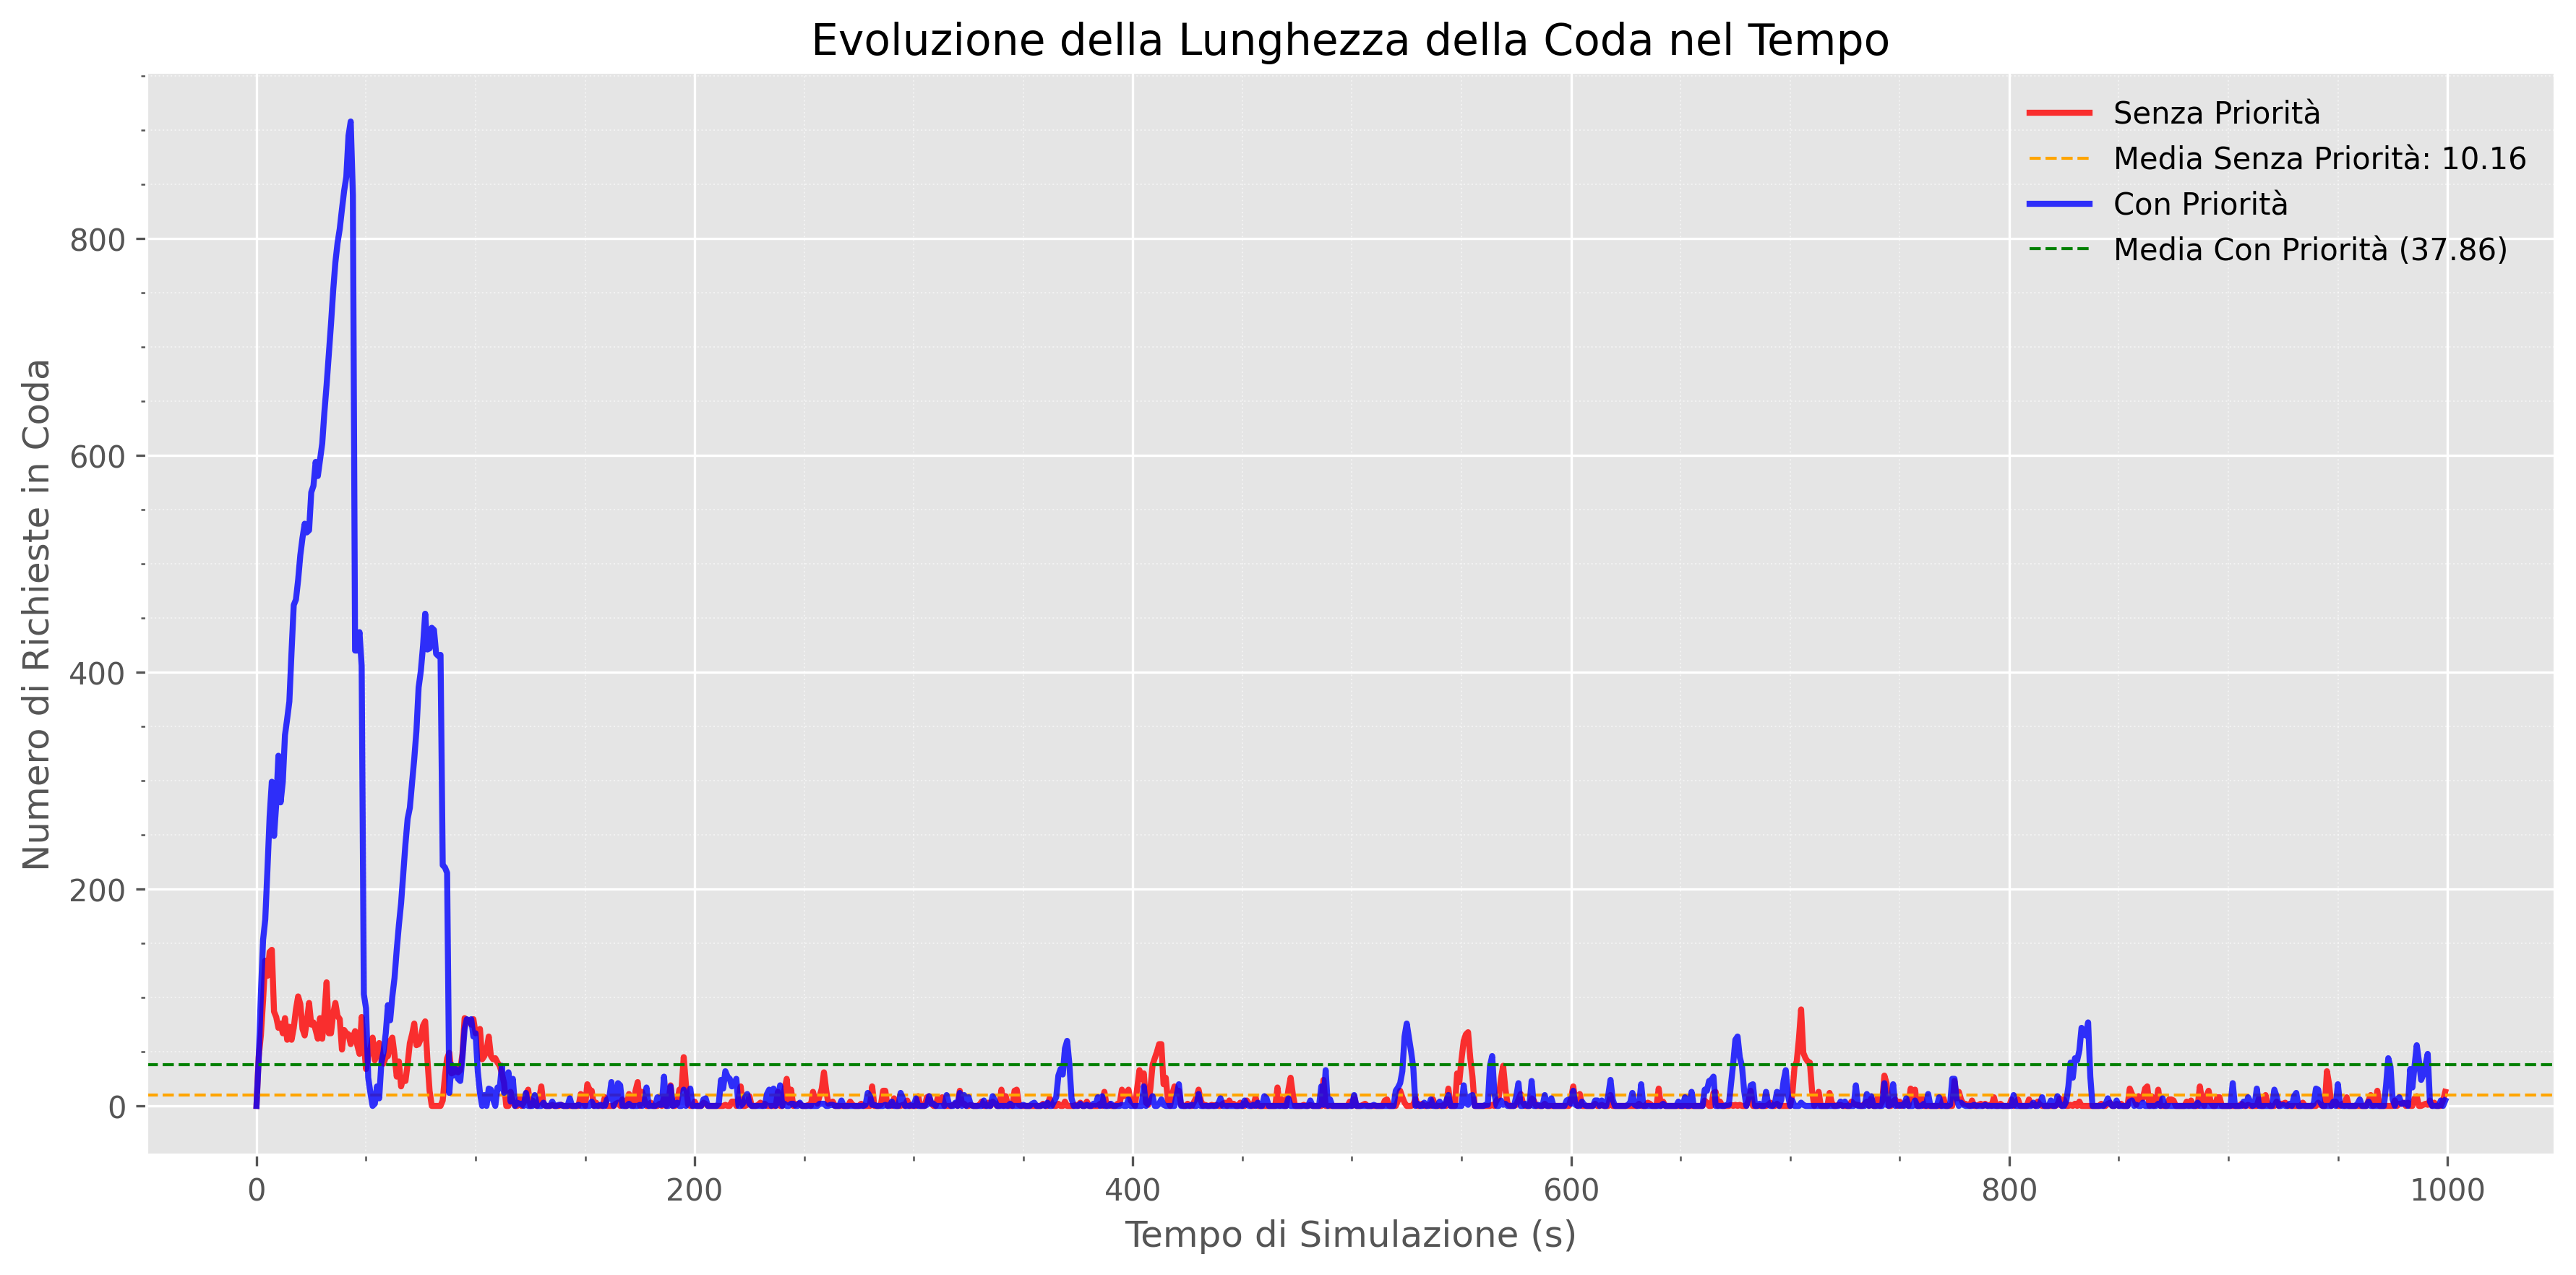 Evoluzione della Lunghezza della Coda nel Tempo
Senza Priorità
Media Senza Priorità: 10.16
Con Priorità
Media Con Priorità (37.86)
Numero di Richieste in Coda
800
600
400
200
0
0 200 400 600 800 1000
Tempo di Simulazione (s)